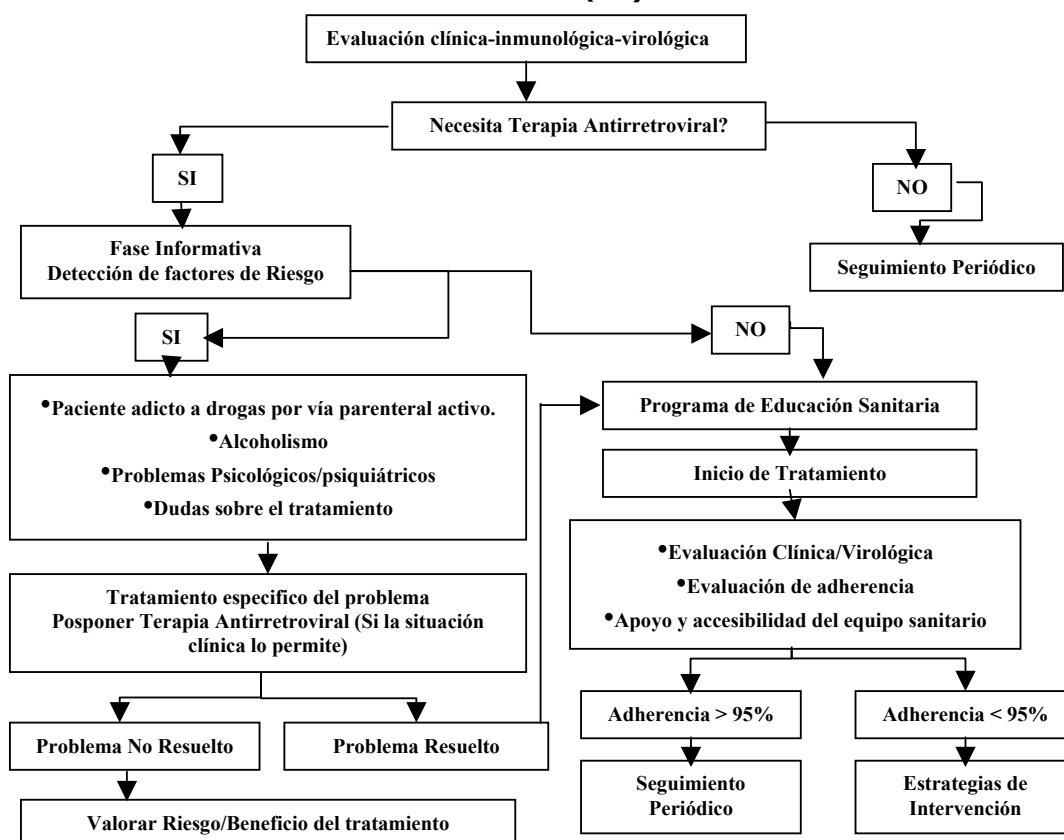 Evaluación clínica-inmunológica-virológica
Necesita Terapia Antirretroviral?
SI
NO
Fase Informativa
Detección de factores de Riesgo
Seguimiento Periódico
SI
NO
•Paciente adicto a drogas por vía parenteral activo.
•Alcoholismo
•Problemas Psicológicos/psiquiátricos
•Dudas sobre el tratamiento
Programa de Educación Sanitaria
Inicio de Tratamiento
•Evaluación Clínica/Virológica
•Evaluación de adherencia
•Apoyo y accesibilidad del equipo sanitario
Tratamiento especifico del problema
Posponer Terapia Antirretroviral (Si la situación
clínica lo permite)
Problema No Resuelto
Problema Resuelto
Adherencia > 95%
Adherencia < 95%
Valorar Riesgo/Beneficio del tratamiento
Seguimiento
Periódico
Estrategias de
Intervención